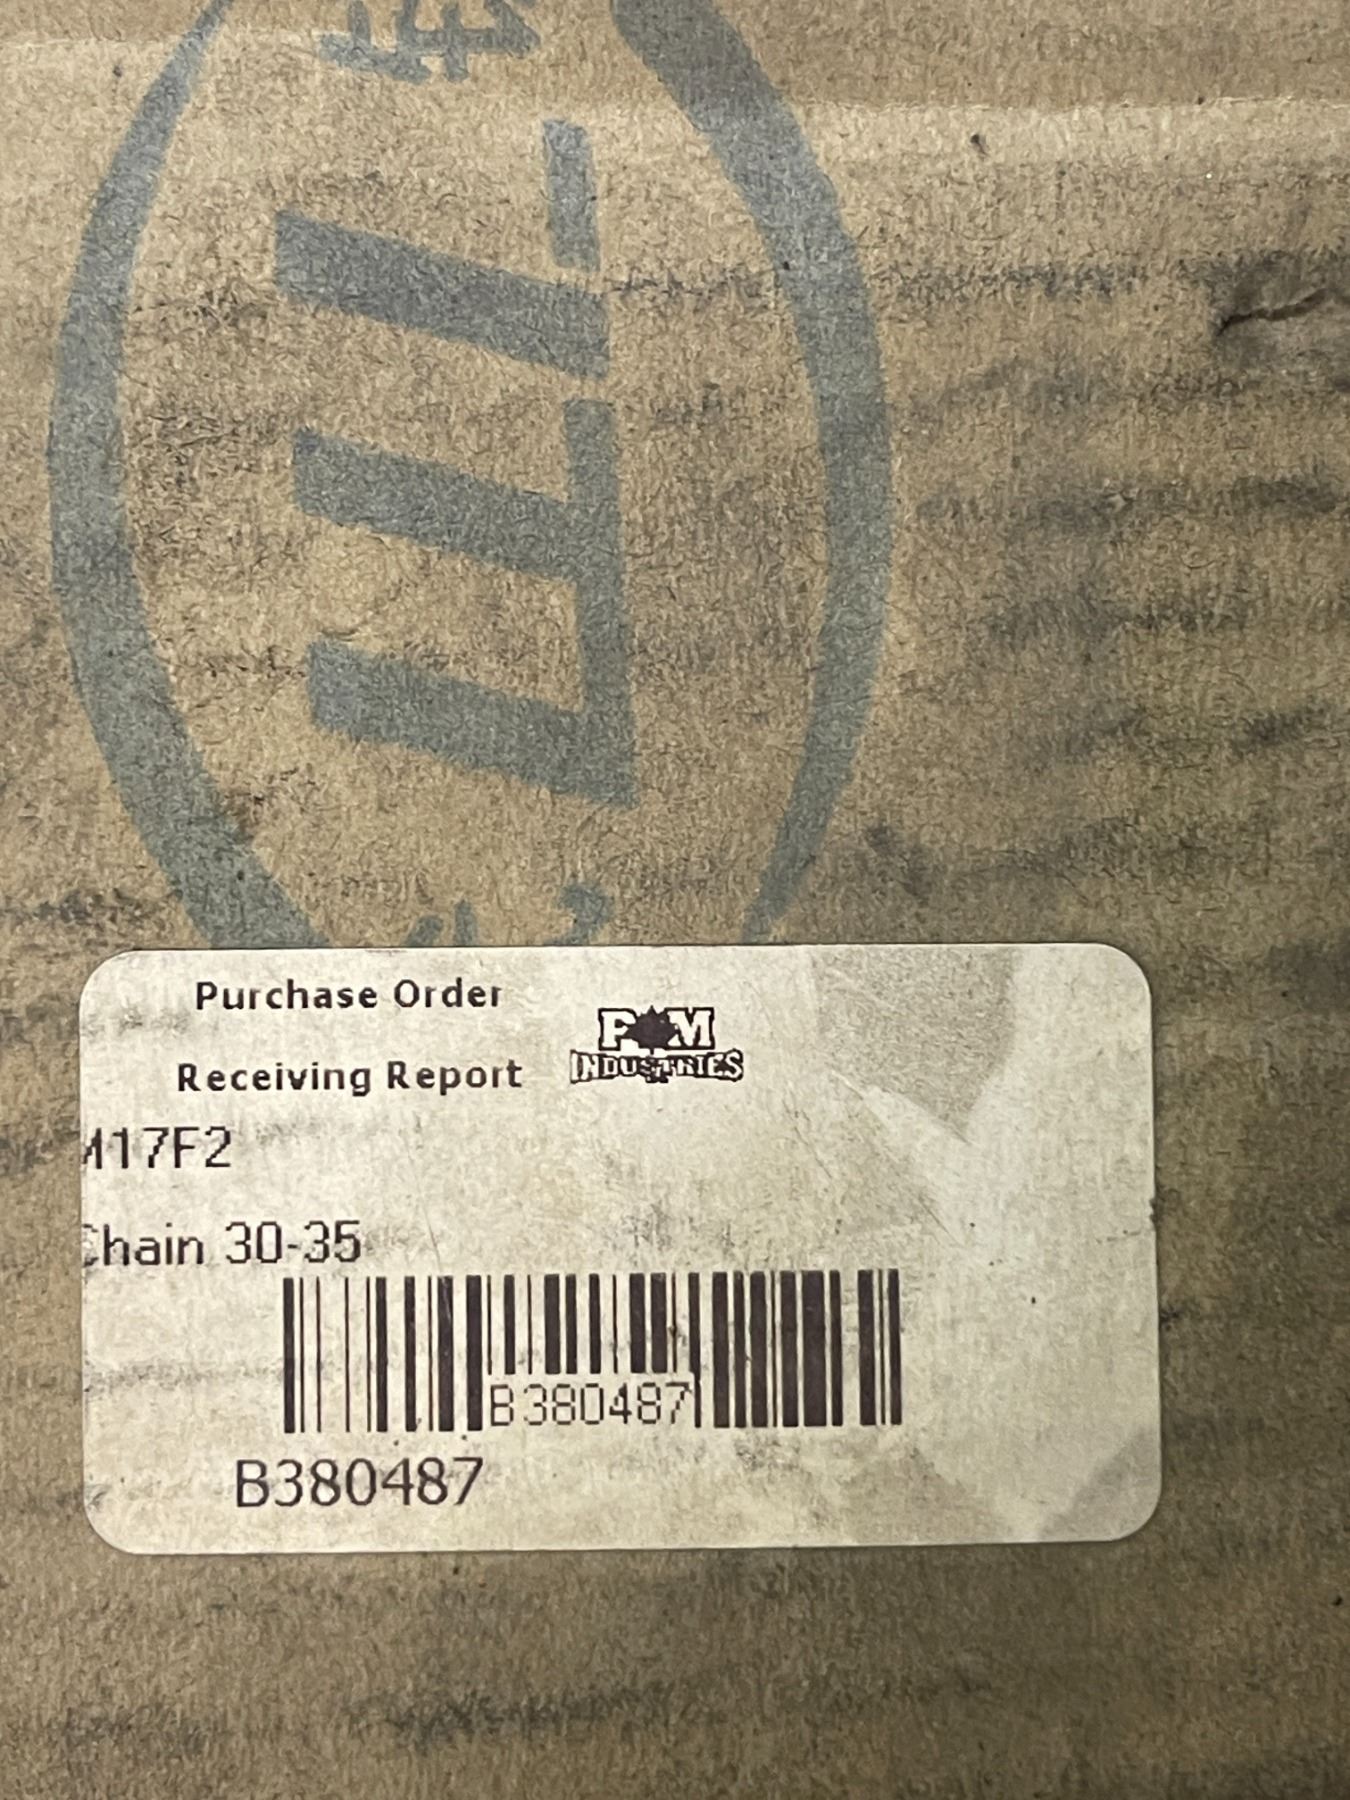 Purchase Order
P M
INDUSTRIES
Receiving Report
M17F2
Chain 30-35
B380487
B380487